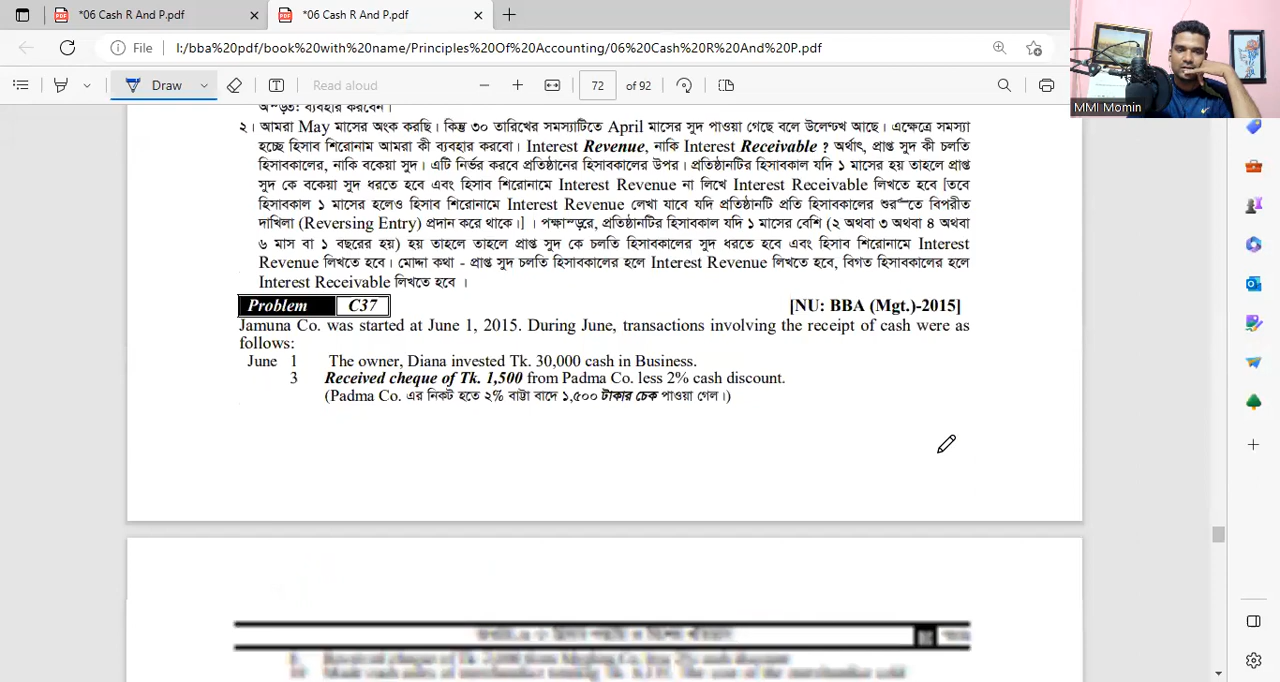 *06 Cash R And P.pdf
*06 Cash R And P.pdf
File
I:/bba%20pdf/book%20with%20name/Principles%20Of%20Accounting/06%20Cash%20R%20And%20P.pdf
Draw
Read aloud
72 of 92
MMI Momin
অন্তর্ভূ: ব্যবহার করবেন।
২। আমরা May মাসের অংক করছি। কিন্তু ৩০ তারিখের সমস্যাটিতে April মাসের সুদ পাওয়া গেছে বলে উলেণ্ঢখ আছে। এক্ষেত্রে সমস্যা
হচ্ছে হিসাব শিরোনাম আমরা কী ব্যবহার করবো। Interest Revenue, নাকি Interest Receivable ? অর্থাৎ, প্রাপ্ত সুদ কী চলতি
হিসাবকালের, নাকি বকেয়া সুদ। এটি নির্ভর করবে প্রতিষ্ঠানের হিসাবকালের উপর। প্রতিষ্ঠানটির হিসাবকাল যদি ১ মাসের হয় তাহলে প্রাপ্ত
সুদ কে বকেয়া সুদ ধরতে হবে এবং হিসাব শিরোনামে Interest Revenue না লিখে Interest Receivable লিখতে হবে [তবে
হিসাবকাল ১ মাসের হলেও হিসাব শিরোনামে Interest Revenue লেখা যাবে যদি প্রতিষ্ঠানটি প্রতি হিসাবকালের শুর"তে বিপরীত
দাখিলা (Reversing Entry) প্রদান করে থাকে।] । পক্ষান্ড়রে, প্রতিষ্ঠানটির হিসাবকাল যদি ১ মাসের বেশি (২ অথবা ৩ অথবা ৪ অথবা
৬ মাস বা ১ বছরের হয়) হয় তাহলে তাহলে প্রাপ্ত সুদ কে চলতি হিসাবকালের সুদ ধরতে হবে এবং হিসাব শিরোনামে Interest
Revenue লিখতে হবে। মোদ্দা কথা - প্রাপ্ত সুদ চলতি হিসাবকালের হলে Interest Revenue লিখতে হবে, বিগত হিসাবকালের হলে
Interest Receivable লিখতে হবে ।
Problem C37 [NU: BBA (Mgt.)-2015]
Jamuna Co. was started at June 1, 2015. During June, transactions involving the receipt of cash were as
follows:
June 1 The owner, Diana invested Tk. 30,000 cash in Business.
3 Received cheque of Tk. 1,500 from Padma Co. less 2% cash discount.
(Padma Co. এর নিকট হতে ২% বাট্টা বাদে ১,৫০০ টাকার চেক পাওয়া গেল।)